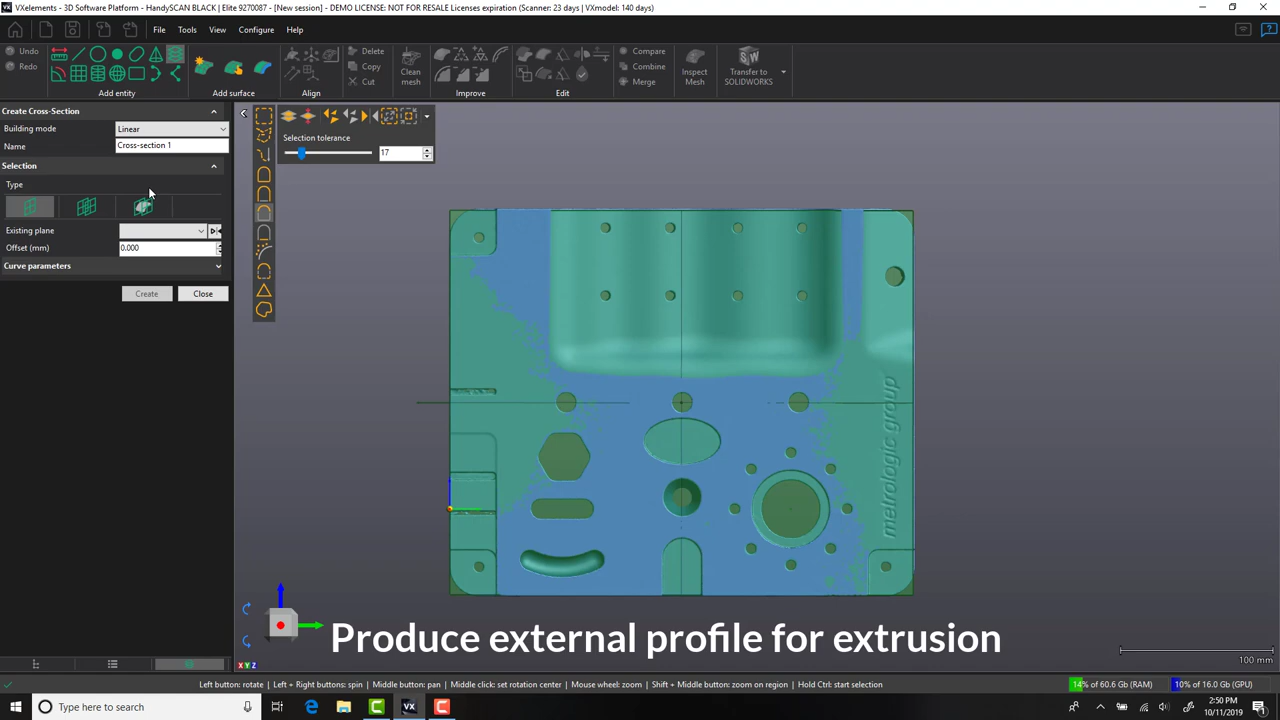 VXelements - 3D Software Platform - HandySCAN BLACK | Elite 9270087 - [New session] - DEMO LICENSE: NOT FOR RESALE Licenses expiration (Scanner: 23 days | VXmodel: 140 days)
File Tools View Configure Help
Undo
Redo
Add entity
Add surface
Align
Delete
Copy
Cut
Clean mesh
Improve
Edit
Compare
Combine
Merge
Inspect Mesh
Transfer to SOLIDWORKS
Create Cross-Section
Building mode Linear
Name Cross-section 1
Selection
Type
Existing plane
Offset (mm) 0.000
Curve parameters
Create Close
Selection tolerance
17
metrologic group
Produce external profile for extrusion
X Y Z
100 mm
Left button: rotate | Left + Right buttons: spin | Middle button: pan | Middle click: set rotation center | Mouse wheel: zoom | Shift + Middle button: zoom on region | Hold Ctrl: start selection
14% of 60.6 GB (RAM) 10% of 16.0 GB (GPU)
Type here to search
VX
2:50 PM
10/11/2019
1